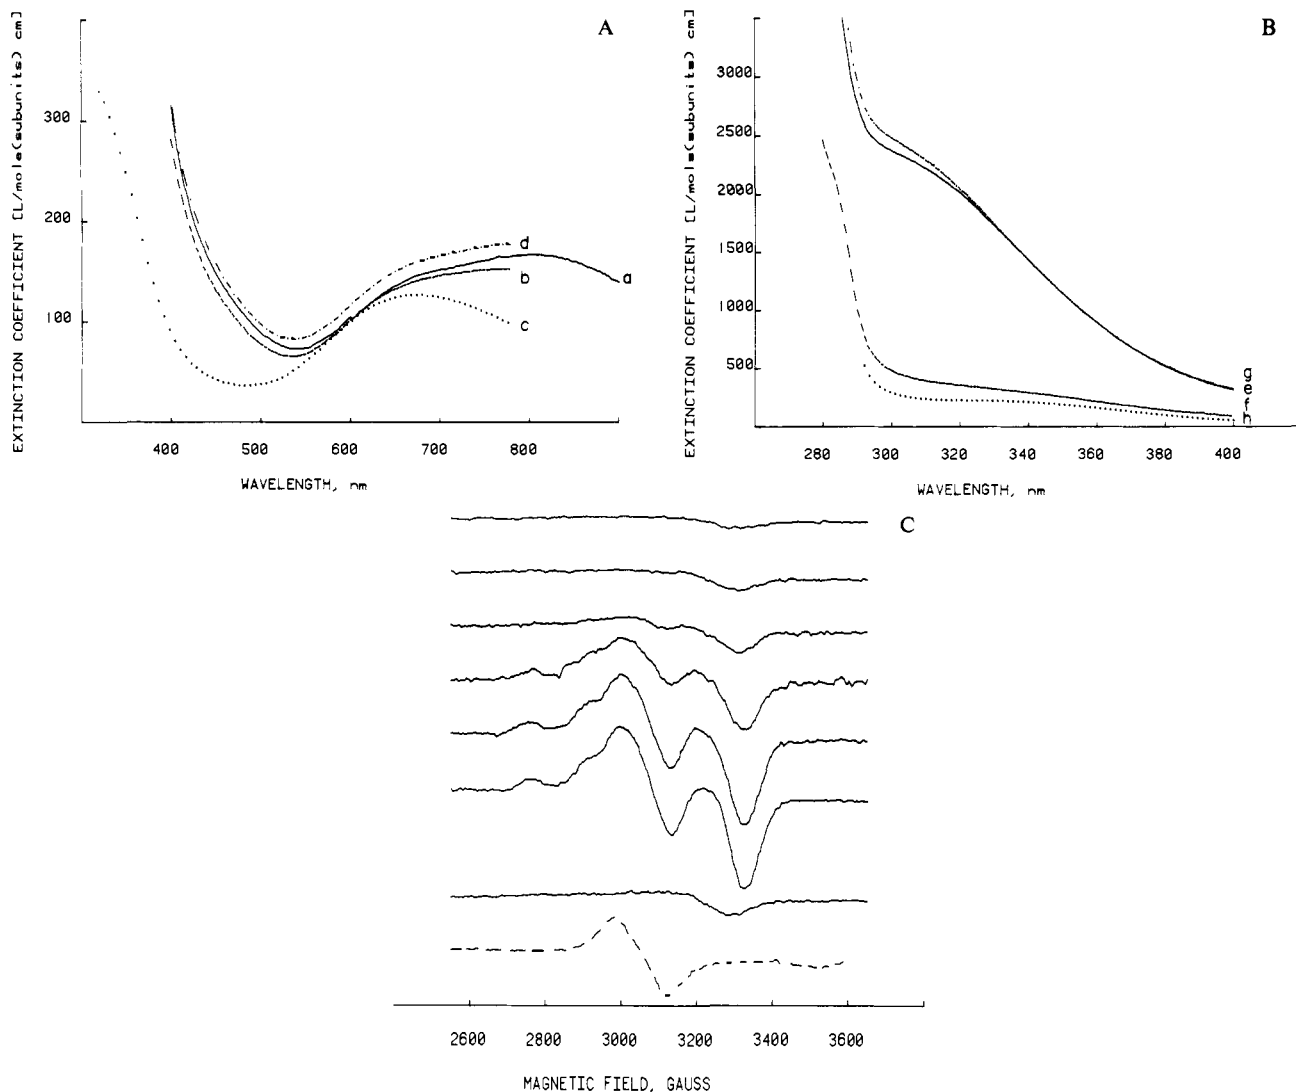 A
EXTINCTION COEFFICIENT [L/mole(subunits) cm]
300
200
100
d
a
b
c
400 500 600 700 800
WAVELENGTH, nm
B
EXTINCTION COEFFICIENT [L/mole(subunits) cm]
3000
2500
2000
1500
1000
500
g
e
f
h
280 300 320 340 360 380 400
WAVELENGTH, nm
C
2600 2800 3000 3200 3400 3600
MAGNETIC FIELD, GAUSS